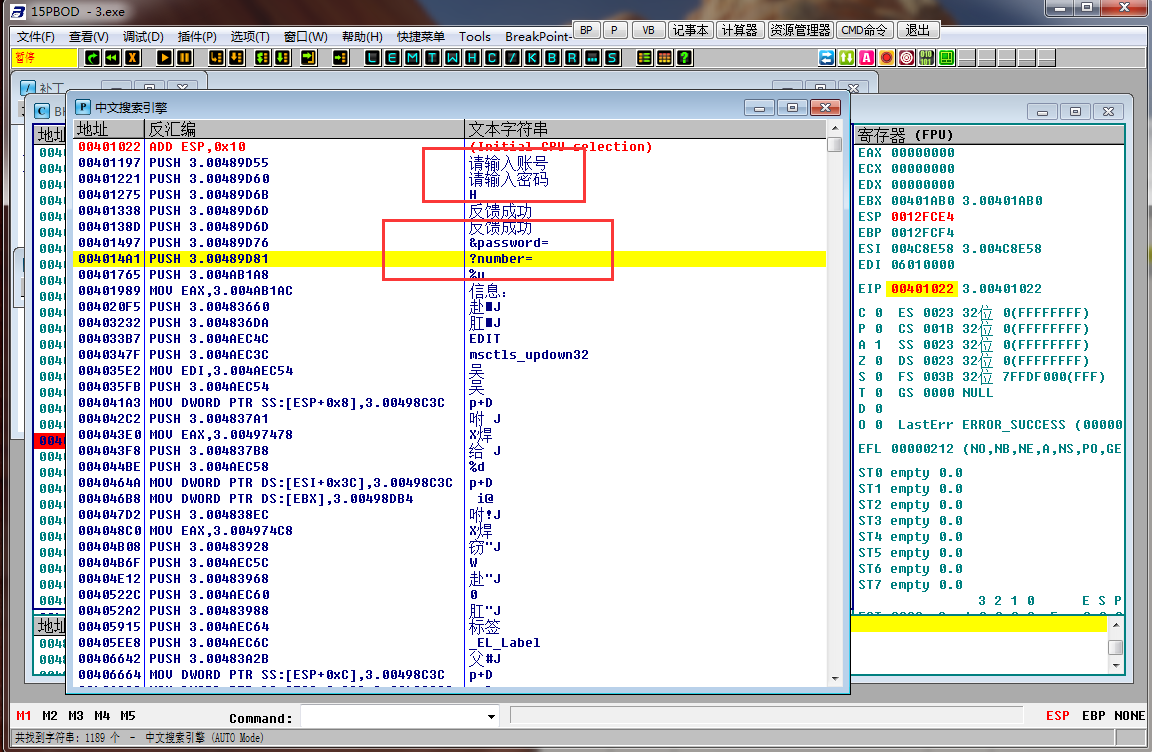 15PBOD - 3.exe
文件(F) 查看(V) 调试(D) 插件(P) 选项(T) 窗口(W) 帮助(H) 快捷菜单 Tools BreakPoint- BP P VB 记事本 计算器 资源管理器 CMD命令 退出
暂停 L E M T W H C / K B R ... S ?
补丁
中文搜索引擎
地址 反汇编 文本字符串
00401022 ADD ESP,0x10 (Initial CPU selection)
00401197 PUSH 3.00489D55 请输入账号
00401221 PUSH 3.00489D60 请输入密码
00401275 PUSH 3.00489D6B H
00401338 PUSH 3.00489D6D 反馈成功
0040138D PUSH 3.00489D6D 反馈成功
00401497 PUSH 3.00489D76 &password=
004014A1 PUSH 3.00489D81 ?number=
00401765 PUSH 3.004AB1A8 %u
00401989 MOV EAX,3.004AB1AC 信息：
004020F5 PUSH 3.00483660 赴■J
00403232 PUSH 3.004836DA 肛■J
004033B7 PUSH 3.004AEC4C EDIT
0040347F PUSH 3.004AEC3C msctls_updown32
004035E2 MOV EDI,3.004AEC54 吴
004035FB PUSH 3.004AEC54 吴
004041A3 MOV DWORD PTR SS:[ESP+0x8],3.00498C3C p+D
004042C2 PUSH 3.004837A1 咐 J
004043E0 MOV EAX,3.00497478 X焊
004043F8 PUSH 3.004837B8 给 J
004044BE PUSH 3.004AEC58 %d
0040464A MOV DWORD PTR DS:[ESI+0x3C],3.00498C3C p+D
004046B8 MOV DWORD PTR DS:[EBX],3.00498DB4 i@
004047D2 PUSH 3.004838EC 咐!J
004048C0 MOV EAX,3.004974C8 X焊
00404B08 PUSH 3.00483928 窃"J
00404B6F PUSH 3.004AEC5C W
00404E12 PUSH 3.00483968 赴"J
0040522C PUSH 3.004AEC60 0
004052A2 PUSH 3.00483988 肛"J
00405915 PUSH 3.004AEC64 标签
00405EE8 PUSH 3.004AEC6C _EL_Label
00406642 PUSH 3.00483A2B 父#J
00406664 MOV DWORD PTR SS:[ESP+0xC],3.00498C3C p+D
寄存器 (FPU)
EAX 00000000
ECX 00000000
EDX 00000000
EBX 00401AB0 3.00401AB0
ESP 0012FCE4
EBP 0012FCF4
ESI 004C8E58 3.004C8E58
EDI 06010000
EIP 00401022 3.00401022
C 0 ES 0023 32位 0(FFFFFFFF)
P 0 CS 001B 32位 0(FFFFFFFF)
A 1 SS 0023 32位 0(FFFFFFFF)
Z 0 DS 0023 32位 0(FFFFFFFF)
S 0 FS 003B 32位 7FFDF000(FFF)
T 0 GS 0000 NULL
D 0
O 0 LastErr ERROR_SUCCESS (00000
EFL 00000212 (NO,NB,NE,A,NS,PO,GE
ST0 empty 0.0
ST1 empty 0.0
ST2 empty 0.0
ST3 empty 0.0
ST4 empty 0.0
ST5 empty 0.0
ST6 empty 0.0
ST7 empty 0.0
3 2 1 0 E S P
M1 M2 M3 M4 M5 Command: ESP EBP NONE
共找到字符串: 1189 个 - 中文搜索引擎 (AUTO Mode)